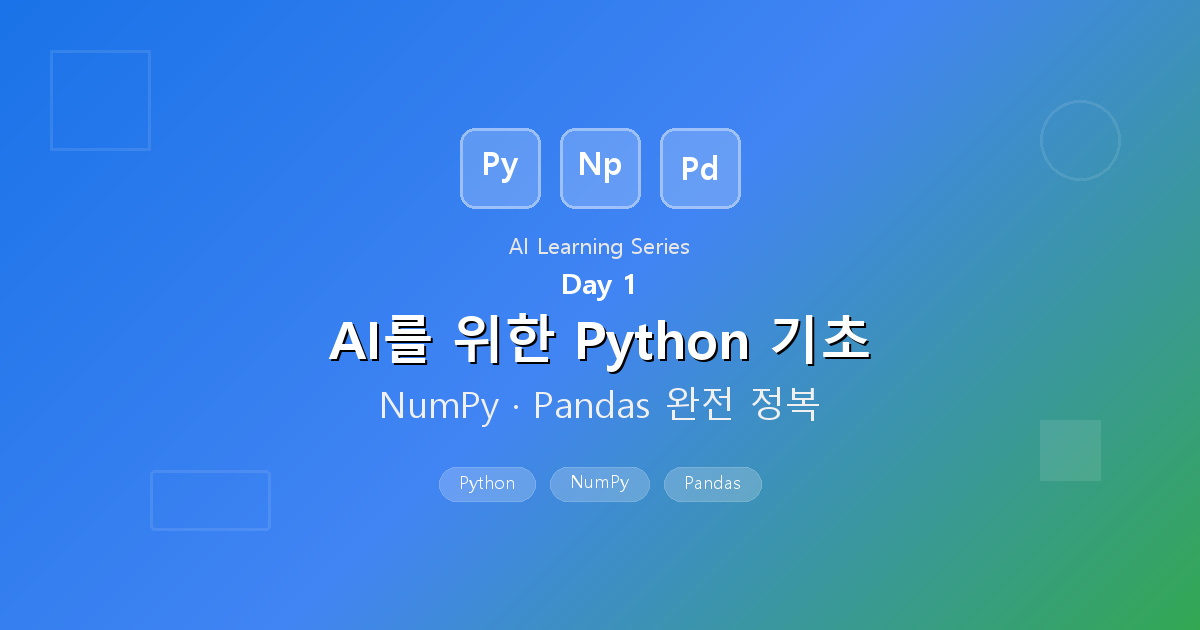 Py Np Pd
AI Learning Series
Day 1
AI를 위한 Python 기초
NumPy · Pandas 완전 정복
Python NumPy Pandas